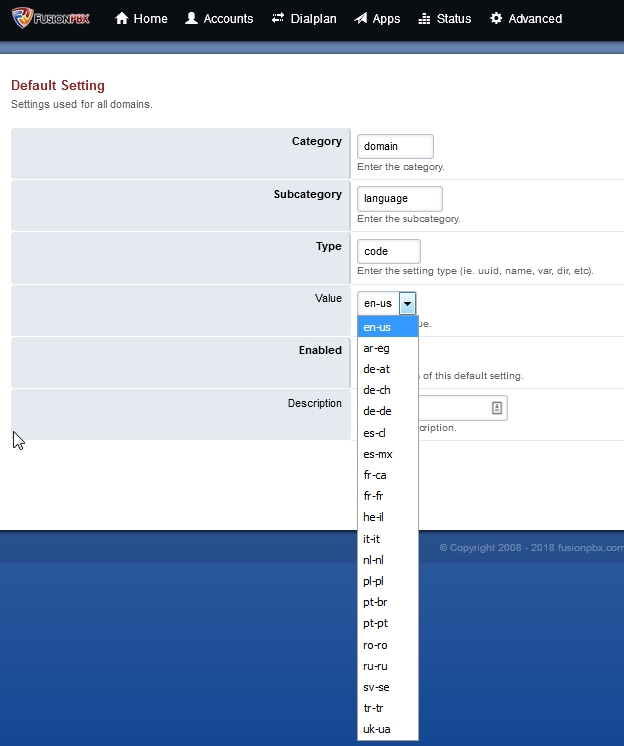 FUSIONPBX Home Accounts Dialplan Apps Status Advanced
Default Setting
Settings used for all domains.
Category domain
Enter the category.
Subcategory language
Enter the subcategory.
Type code
Enter the setting type (ie. uuid, name, var, dir, etc).
Value en-us
en-us
ar-eg
Enabled
de-at
of this default setting.
de-ch
Description
de-de
es-cl
es-mx
fr-ca
fr-fr
he-il
it-it
© Copyright 2008 - 2018 fusionpbx.com
nl-nl
pl-pl
pt-br
pt-pt
ro-ro
ru-ru
sv-se
tr-tr
uk-ua